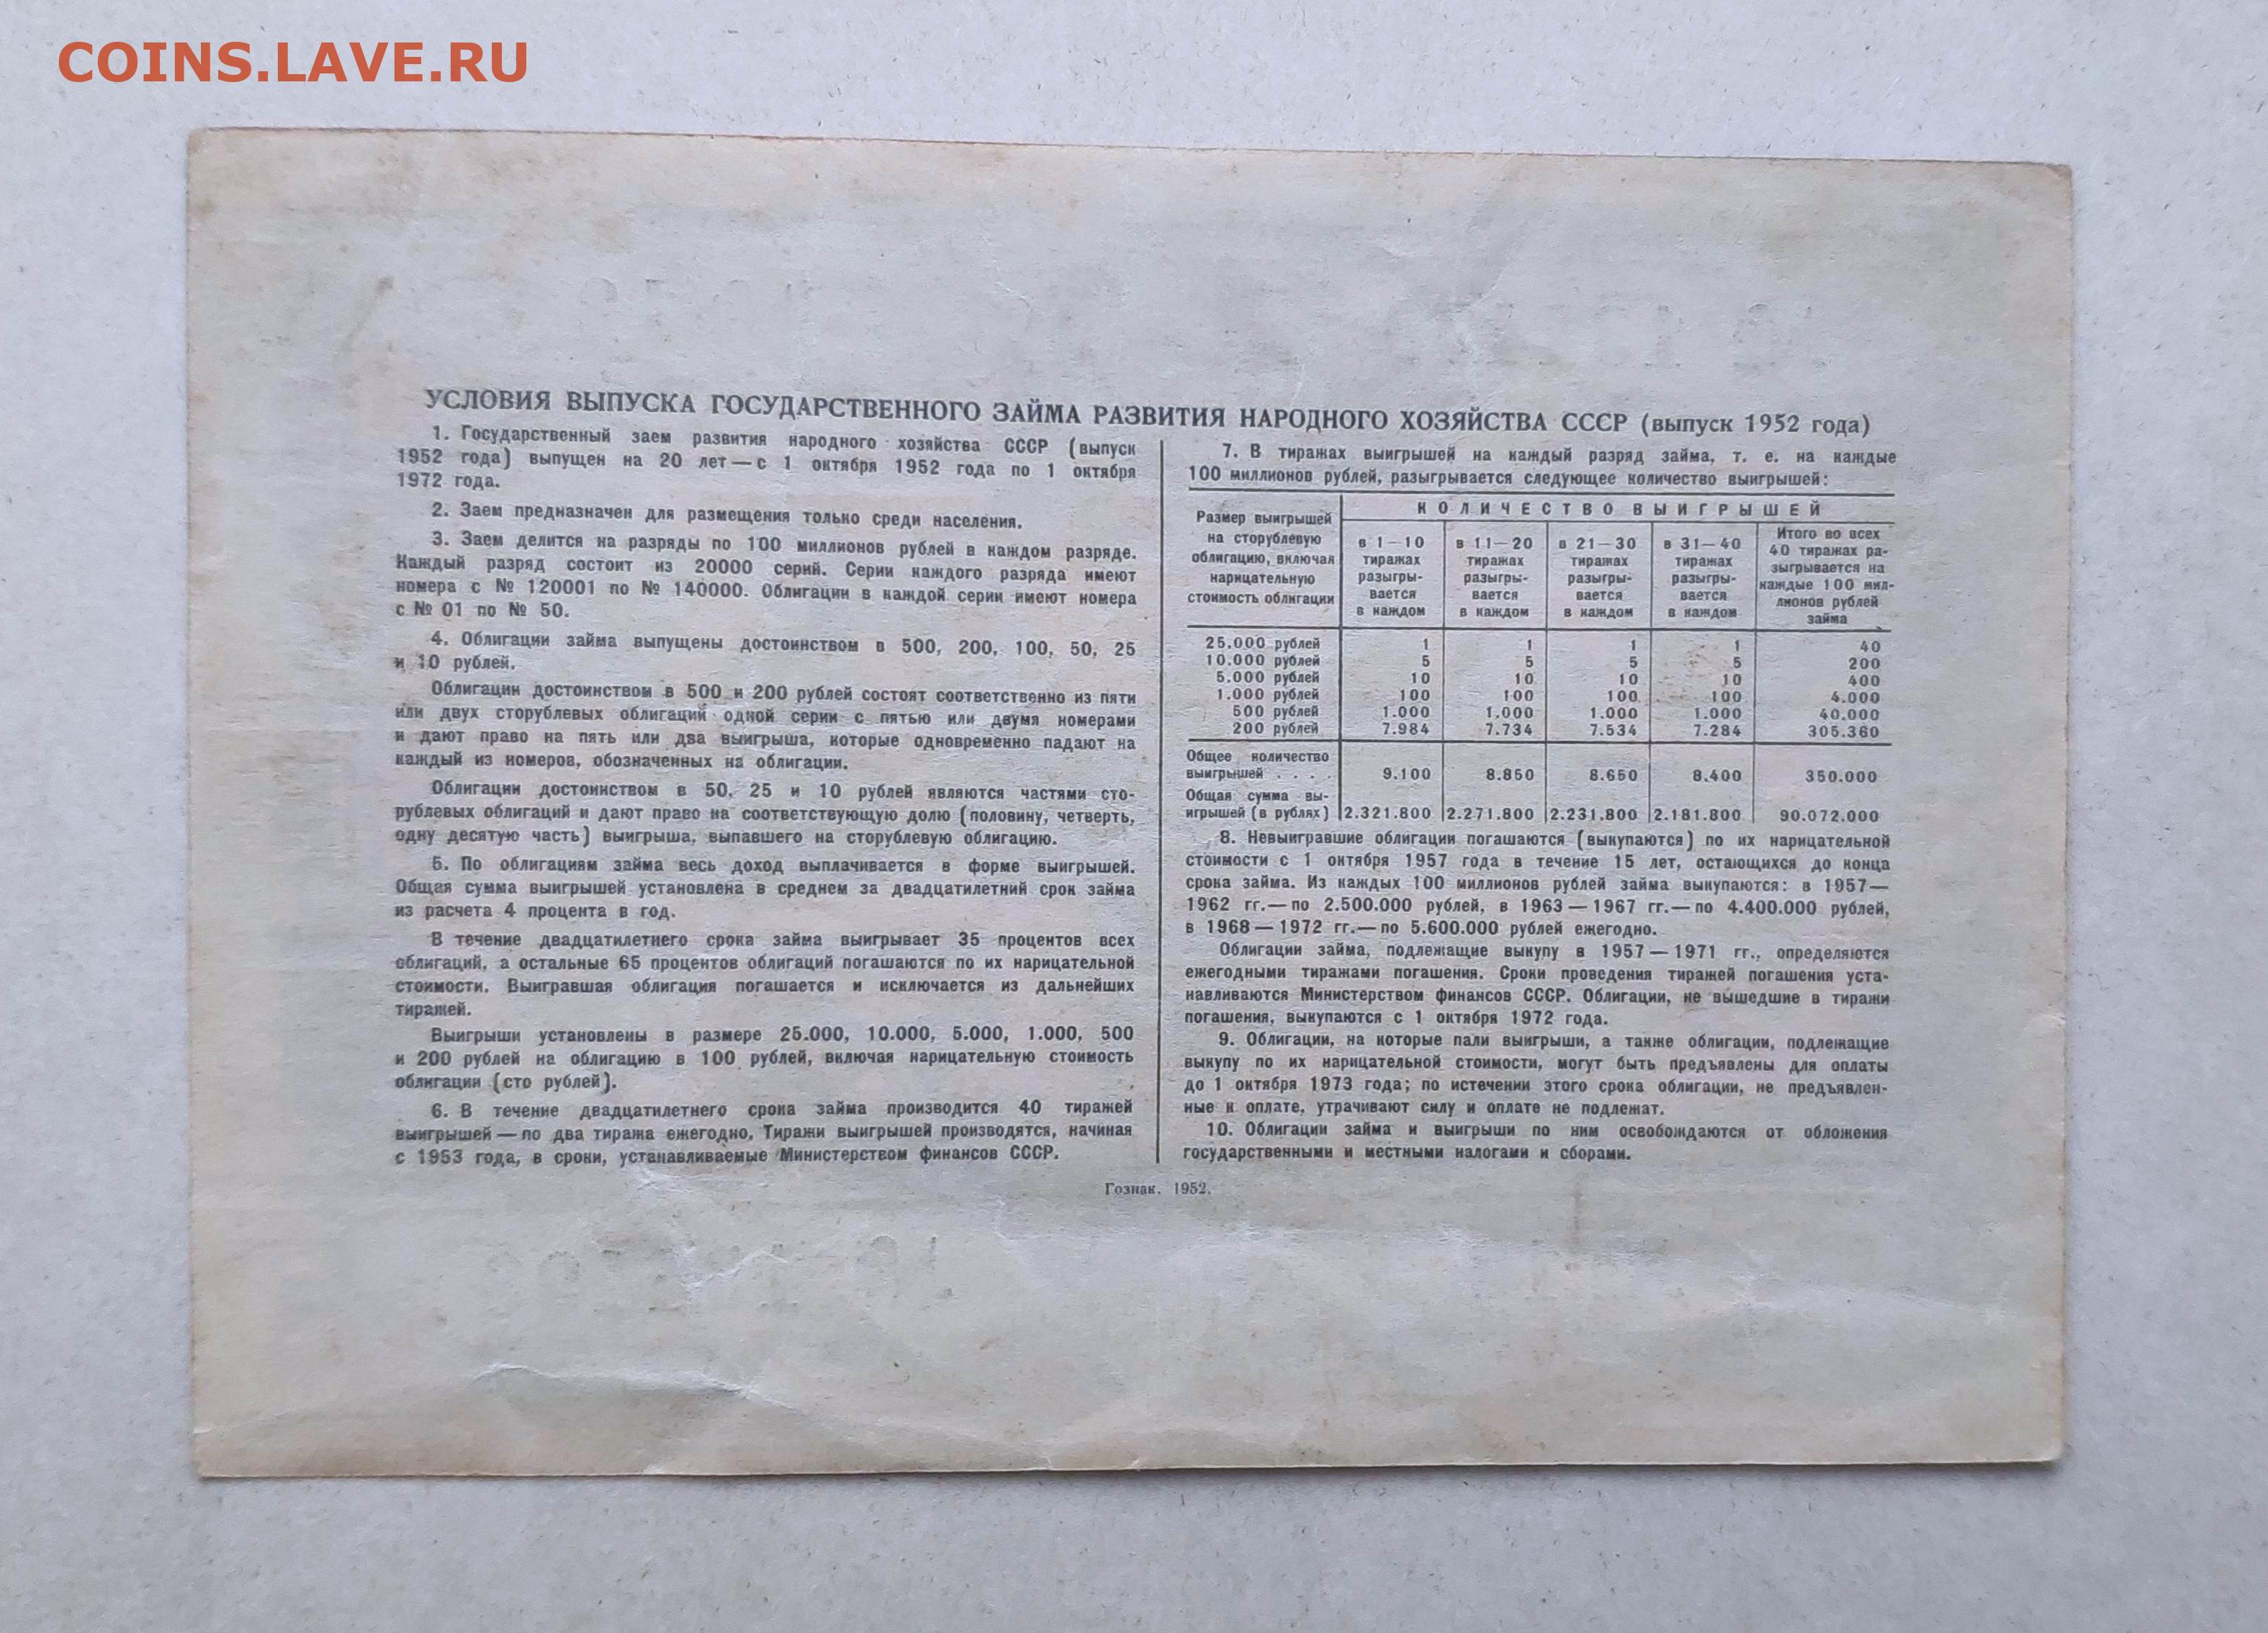 COINS.LAVE.RU
УСЛОВИЯ ВЫПУСКА ГОСУДАРСТВЕННОГО ЗАЙМА РАЗВИТИЯ НАРОДНОГО ХОЗЯЙСТВА СССР (выпуск 1952 года)
1. Государственный заем развития народного хозяйства СССР (выпуск
1952 года) выпущен на 20 лет — с 1 октября 1952 года по 1 октября
1972 года.
2. Заем предназначен для размещения только среди населения.
3. Заем делится на разряды по 100 миллионов рублей в каждом разряде.
Каждый разряд состоит из 20000 серий. Серии каждого разряда имеют
номера с № 120001 по № 140000. Облигации в каждой серии имеют номера
с № 01 по № 50.
4. Облигации займа выпущены достоинством в 500, 200, 100, 50, 25
и 10 рублей.
Облигации достоинством в 500 и 200 рублей состоят соответственно из пяти
или двух сторублевых облигаций одной серии с пятью или двумя номерами
и дают право на пять или два выигрыша, которые одновременно падают на
каждый из номеров, обозначенных на облигации.
Облигации достоинством в 50, 25 и 10 рублей являются частями сто-
рублевых облигаций и дают право на соответствующую долю (половину, четверть,
одну десятую часть) выигрыша, выпавшего на сторублевую облигацию.
5. По облигациям займа весь доход выплачивается в форме выигрышей.
Общая сумма выигрышей установлена в среднем за двадцатилетний срок займа
из расчета 4 процента в год.
В течение двадцатилетнего срока займа выигрывает 35 процентов всех
облигаций, а остальные 65 процентов облигаций погашаются по их нарицательной
стоимости. Выигравшая облигация погашается и исключается из дальнейших
тиражей.
Выигрыши установлены в размере 25.000, 10.000, 5.000, 1.000, 500
и 200 рублей на облигацию в 100 рублей, включая нарицательную стоимость
облигации (сто рублей).
6. В течение двадцатилетнего срока займа производится 40 тиражей
выигрышей — по два тиража ежегодно. Тиражи выигрышей производятся, начиная
с 1953 года, в сроки, устанавливаемые Министерством финансов СССР.
7. В тиражах выигрышей на каждый разряд займа, т. е. на каждые
100 миллионов рублей, разыгрывается следующее количество выигрышей:
Размер выигрышей
на сторублевую
облигацию, включая
нарицательную
стоимость облигации
КОЛИЧЕСТВО ВЫИГРЫШЕЙ
в 1—10
тиражах
разыгры-
вается
в каждом
в 11—20
тиражах
разыгры-
вается
в каждом
в 21—30
тиражах
разыгры-
вается
в каждом
в 31—40
тиражах
разыгры-
вается
в каждом
Итого во всех
40 тиражах ра-
зыгрывается на
каждые 100 мил-
лионов рублей
займа
25.000 рублей 1 1 1 1 40
10.000 рублей 5 5 5 5 200
5.000 рублей 10 10 10 10 400
1.000 рублей 100 100 100 100 4.000
500 рублей 1.000 1.000 1.000 1.000 40.000
200 рублей 7.984 7.734 7.534 7.284 305.360
Общее количество
выигрышей . . . . 9.100 8.850 8.650 8.400 350.000
Общая сумма вы-
игрышей (в рублях) 2.321.800 2.271.800 2.231.800 2.181.800 90.072.000
8. Невыигравшие облигации погашаются (выкупаются) по их нарицательной
стоимости с 1 октября 1957 года в течение 15 лет, остающихся до конца
срока займа. Из каждых 100 миллионов рублей займа выкупаются: в 1957—
1962 гг.— по 2.500.000 рублей, в 1963 — 1967 гг.— по 4.400.000 рублей,
в 1968 — 1972 гг.— по 5.600.000 рублей ежегодно.
Облигации займа, подлежащие выкупу в 1957 — 1971 гг., определяются
ежегодными тиражами погашения. Сроки проведения тиражей погашения уста-
навливаются Министерством финансов СССР. Облигации, не вышедшие в тиражи
погашения, выкупаются с 1 октября 1972 года.
9. Облигации, на которые пали выигрыши, а также облигации, подлежащие
выкупу по их нарицательной стоимости, могут быть предъявлены для оплаты
до 1 октября 1973 года; по истечении этого срока облигации, не предъявлен-
ные к оплате, утрачивают силу и оплате не подлежат.
10. Облигации займа и выигрыши по ним освобождаются от обложения
государственными и местными налогами и сборами.
Гознак. 1952.